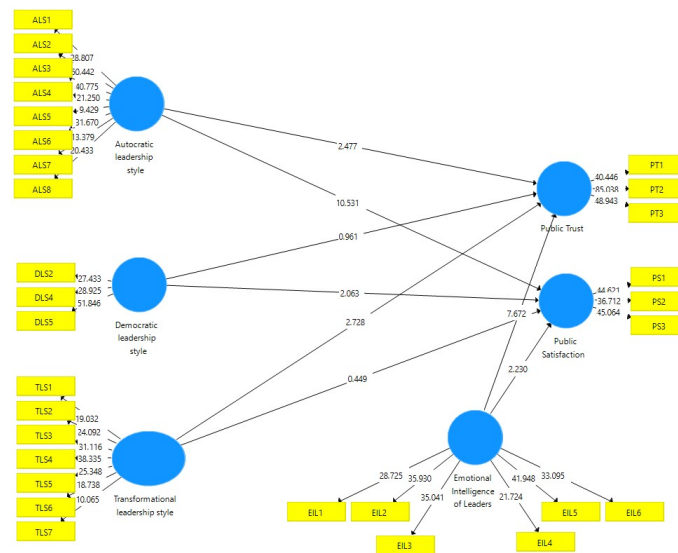 ALS1
ALS2
ALS3
ALS4
ALS5
ALS6
ALS7
ALS8
28.807
40.775
21.250
9.429
31.670
13.379
20.433
Autocratic
leadership
style
DLS2
DLS4
DLS5
27.433
28.925
51.846
Democratic
leadership
style
TLS1
TLS2
TLS3
TLS4
TLS5
TLS6
TLS7
19.032
24.092
31.116
38.335
25.348
18.738
10.065
Transformational
leadership style
2.477
10.531
0.961
2.063
2.728
0.449
7.672
2.230
Public Trust
40.446
85.038
48.943
PT1
PT2
PT3
Public
Satisfaction
44.621
36.712
45.064
PS1
PS2
PS3
Emotional
Intelligence
of Leaders
28.725
35.930
35.041
21.724
41.948
33.095
EIL1
EIL2
EIL3
EIL4
EIL5
EIL6